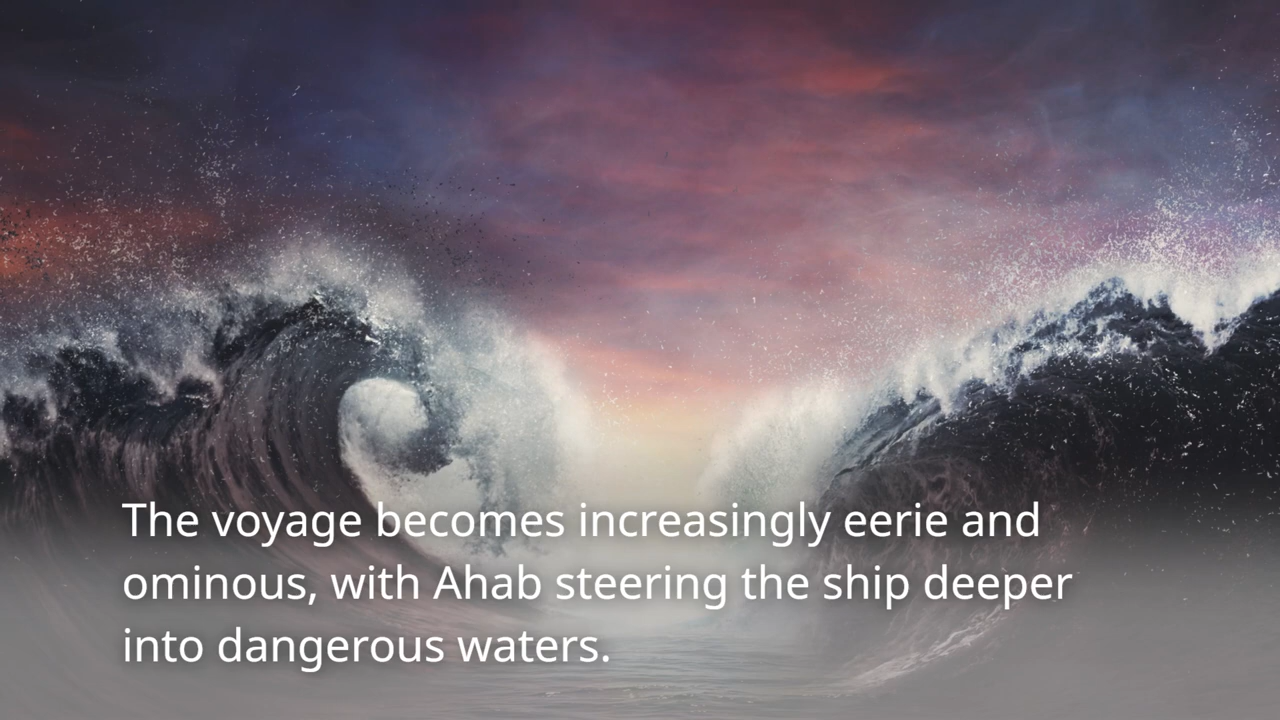 The voyage becomes increasingly eerie and
ominous, with Ahab steering the ship deeper
into dangerous waters.